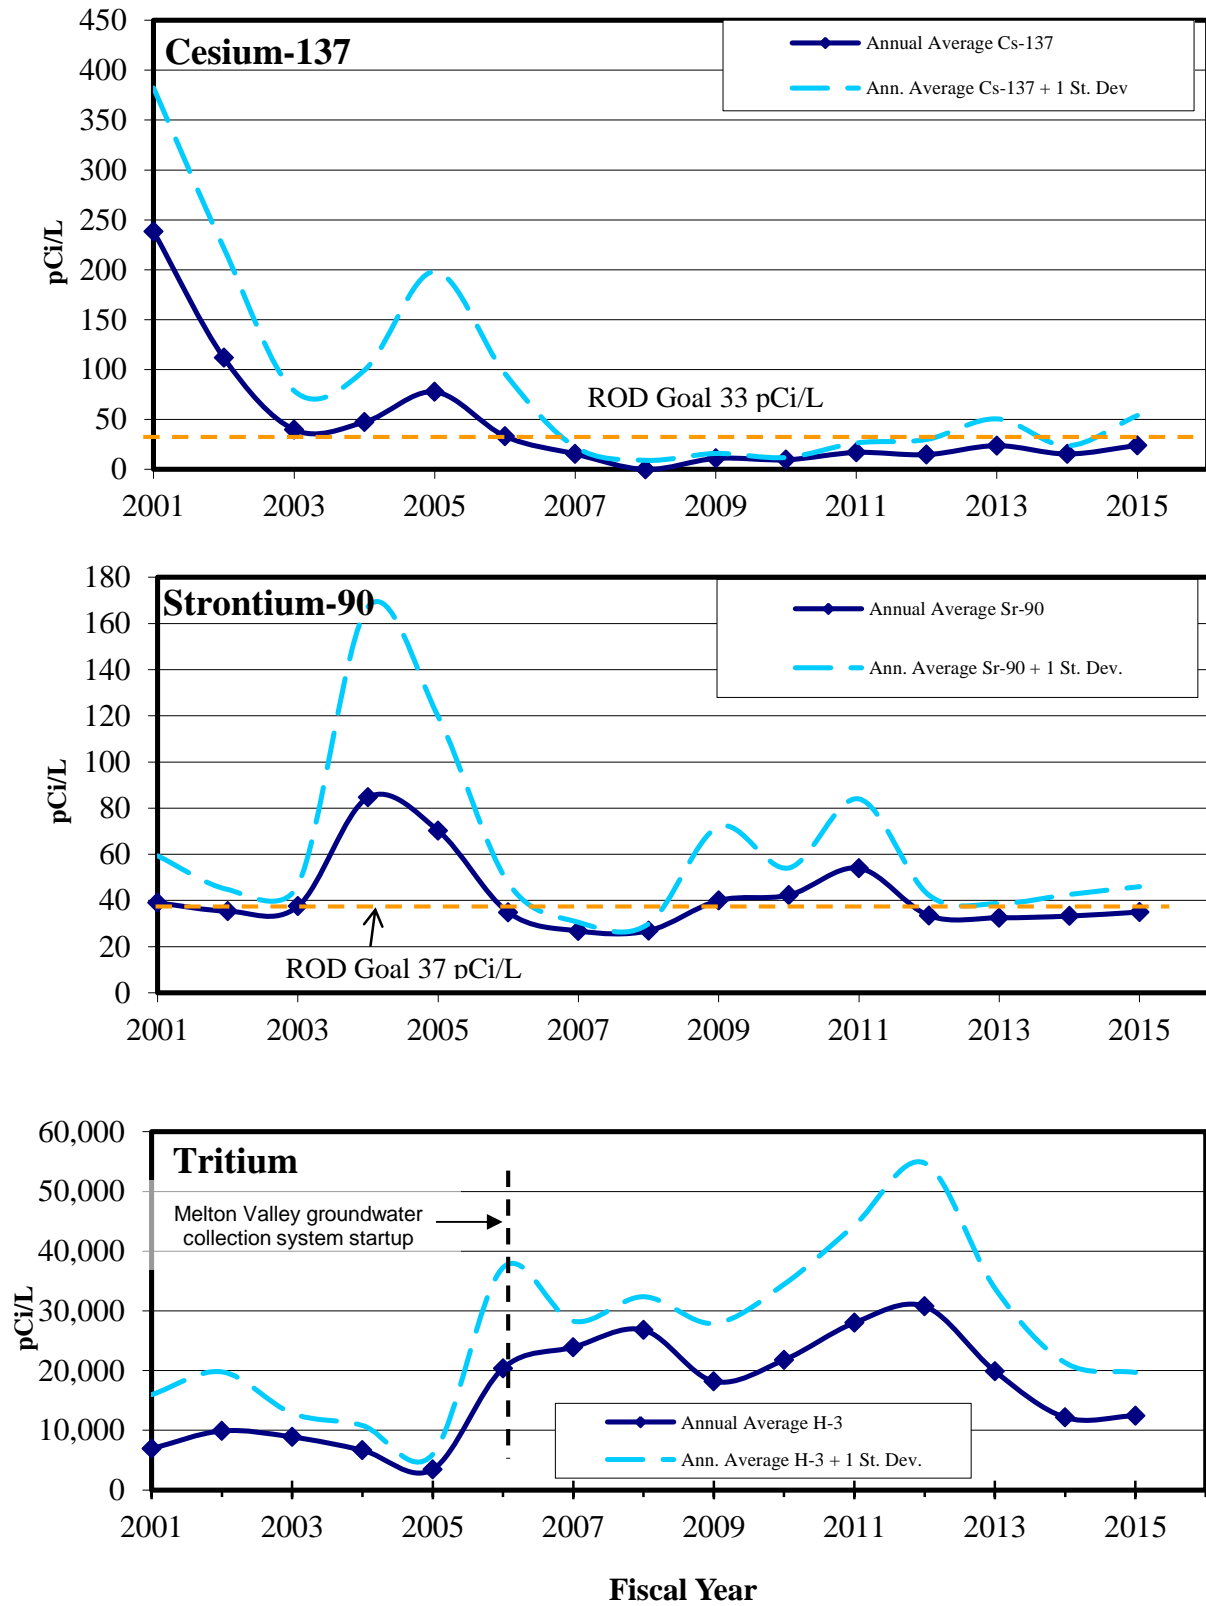 Cesium-137
Annual Average Cs-137
Ann. Average Cs-137 + 1 St. Dev
450
400
350
300
250
200
150
100
50
0
pCi/L
ROD Goal 33 pCi/L
2001 2003 2005 2007 2009 2011 2013 2015
Strontium-90
Annual Average Sr-90
Ann. Average Sr-90 + 1 St. Dev.
180
160
140
120
100
80
60
40
20
0
pCi/L
ROD Goal 37 pCi/L
2001 2003 2005 2007 2009 2011 2013 2015
Tritium
Melton Valley groundwater
collection system startup
60,000
50,000
40,000
30,000
20,000
10,000
0
pCi/L
Annual Average H-3
Ann. Average H-3 + 1 St. Dev.
2001 2003 2005 2007 2009 2011 2013 2015
Fiscal Year